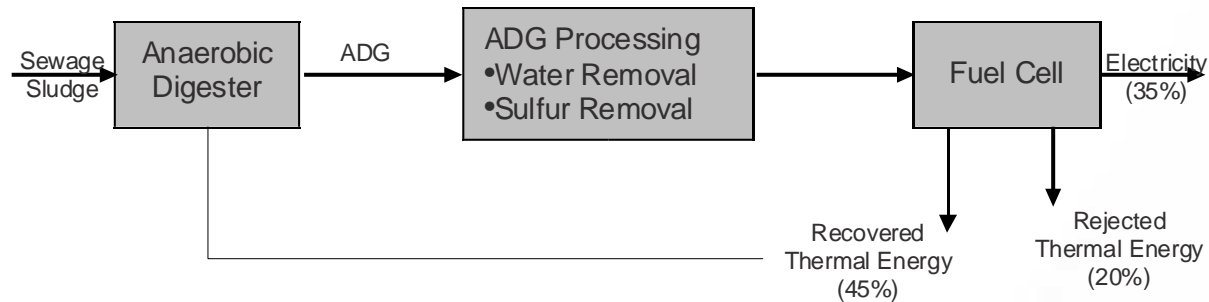 Sewage
Sludge
Anaerobic
Digester
ADG
ADG Processing
•Water Removal
•Sulfur Removal
Fuel Cell
Electricity
(35%)
Recovered
Thermal Energy
(45%)
Rejected
Thermal Energy
(20%)